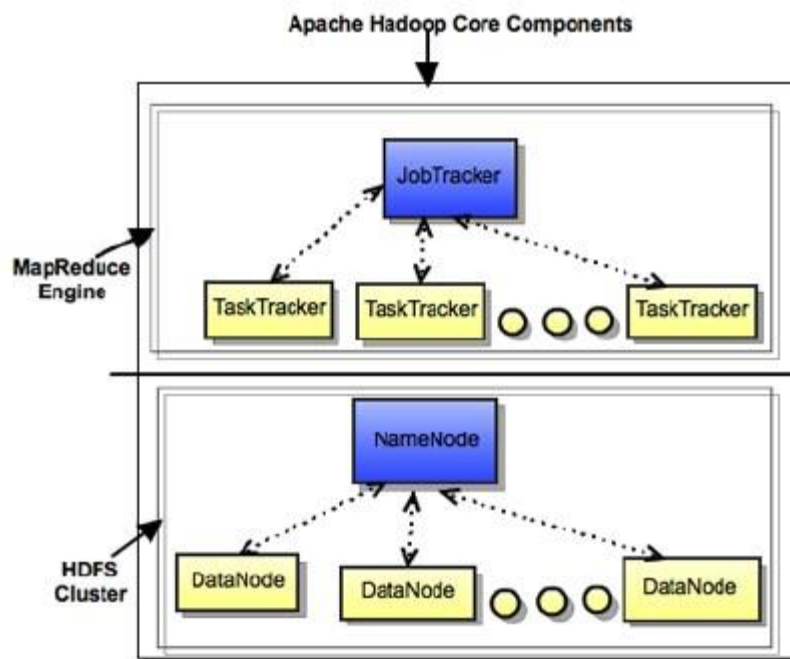 Apache Hadoop Core Components
JobTracker
MapReduce
Engine
TaskTracker
TaskTracker
TaskTracker
NameNode
HDFS
Cluster
DataNode
DataNode
DataNode